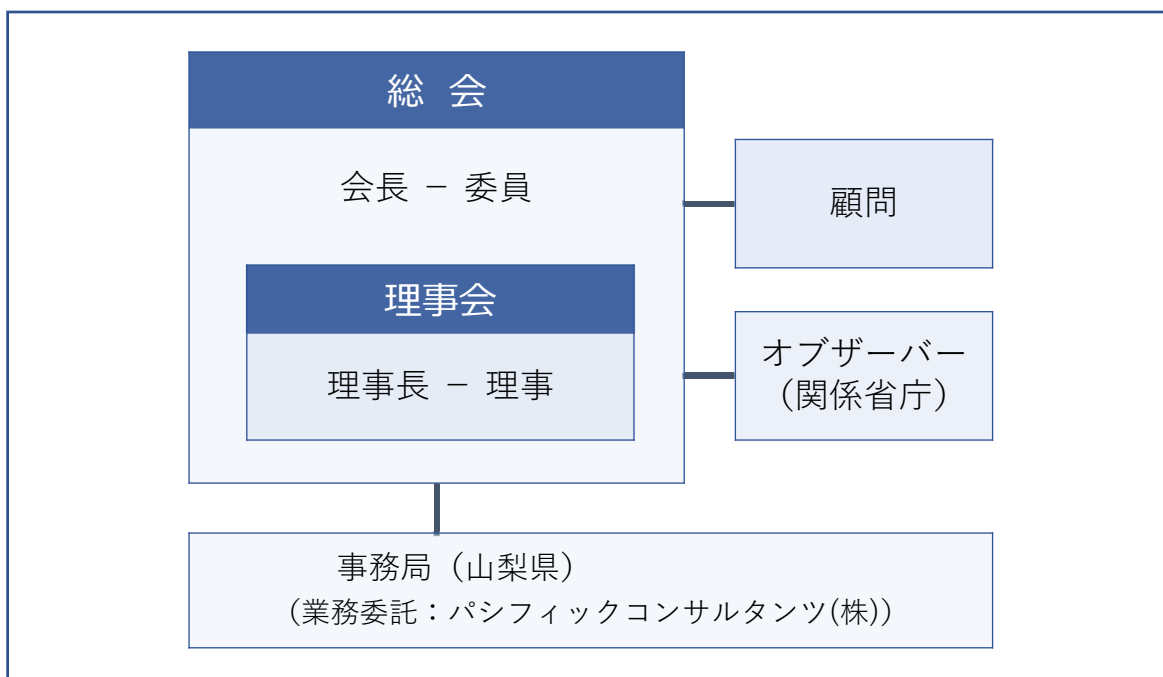 総 会
会長 − 委員
理事会
理事長 − 理事
顧問
オブザーバー
（関係省庁）
事務局（山梨県）
（業務委託：パシフィックコンサルタンツ(株)）